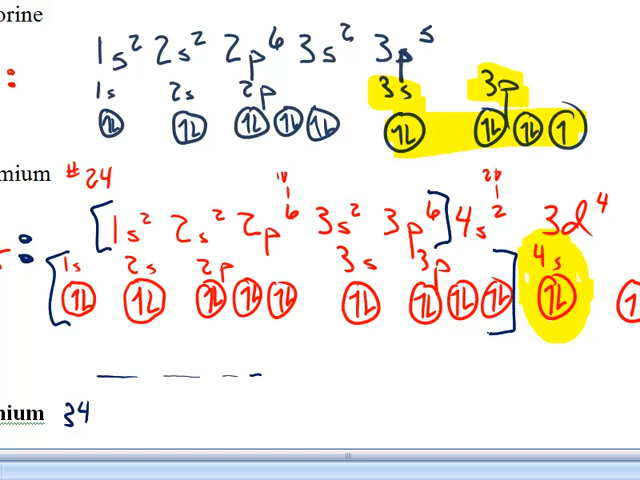 orine
1s² 2s² 2p⁶ 3s² 3p⁵
1s 2s 2p 3s 3p
mium #24
[1s² 2s² 2p⁶ 3s² 3p⁶] 4s² 3d⁴
1s 2s 2p 3s 3p 4s
nium 34